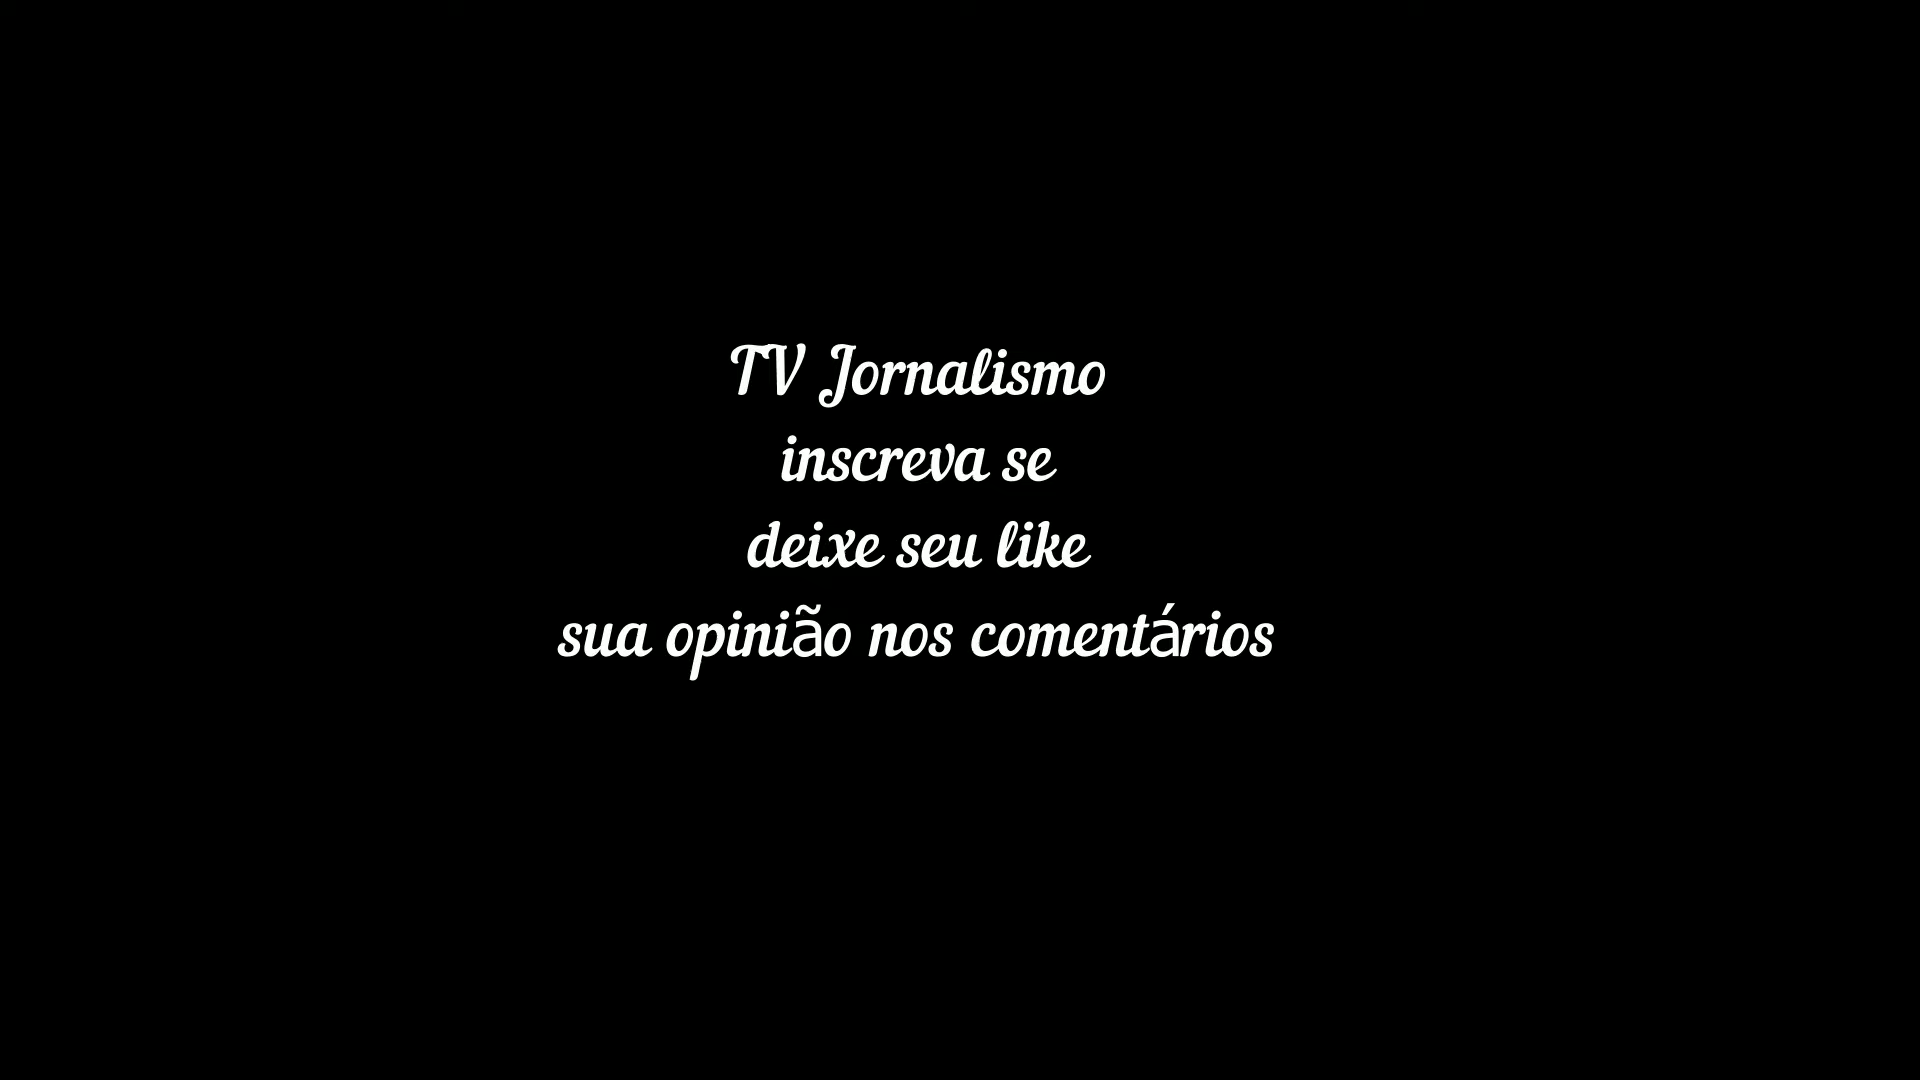 TV Jornalismo
inscreva se
deixe seu like
sua opinião nos comentários